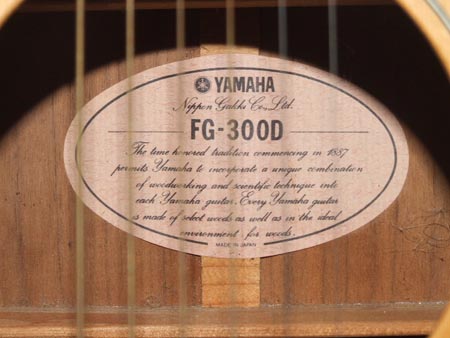 YAMAHA
Nippon Gakki Co., Ltd.
FG-300D
The time honored tradition commencing in 1887
permits Yamaha to incorporate a unique combination
of woodworking and scientific technique into
each Yamaha guitar. Every Yamaha guitar
is made of select woods as well as in the ideal
environment for woods.
MADE IN JAPAN